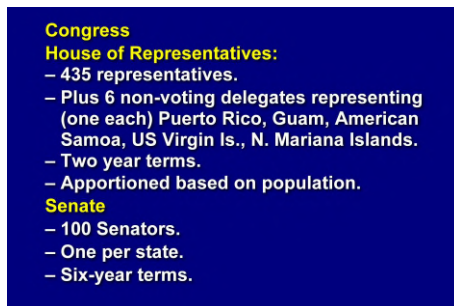 Congress
House of Representatives:
– 435 representatives.
– Plus 6 non-voting delegates representing
(one each) Puerto Rico, Guam, American
Samoa, US Virgin Is., N. Mariana Islands.
– Two year terms.
– Apportioned based on population.
Senate
– 100 Senators.
– One per state.
– Six-year terms.